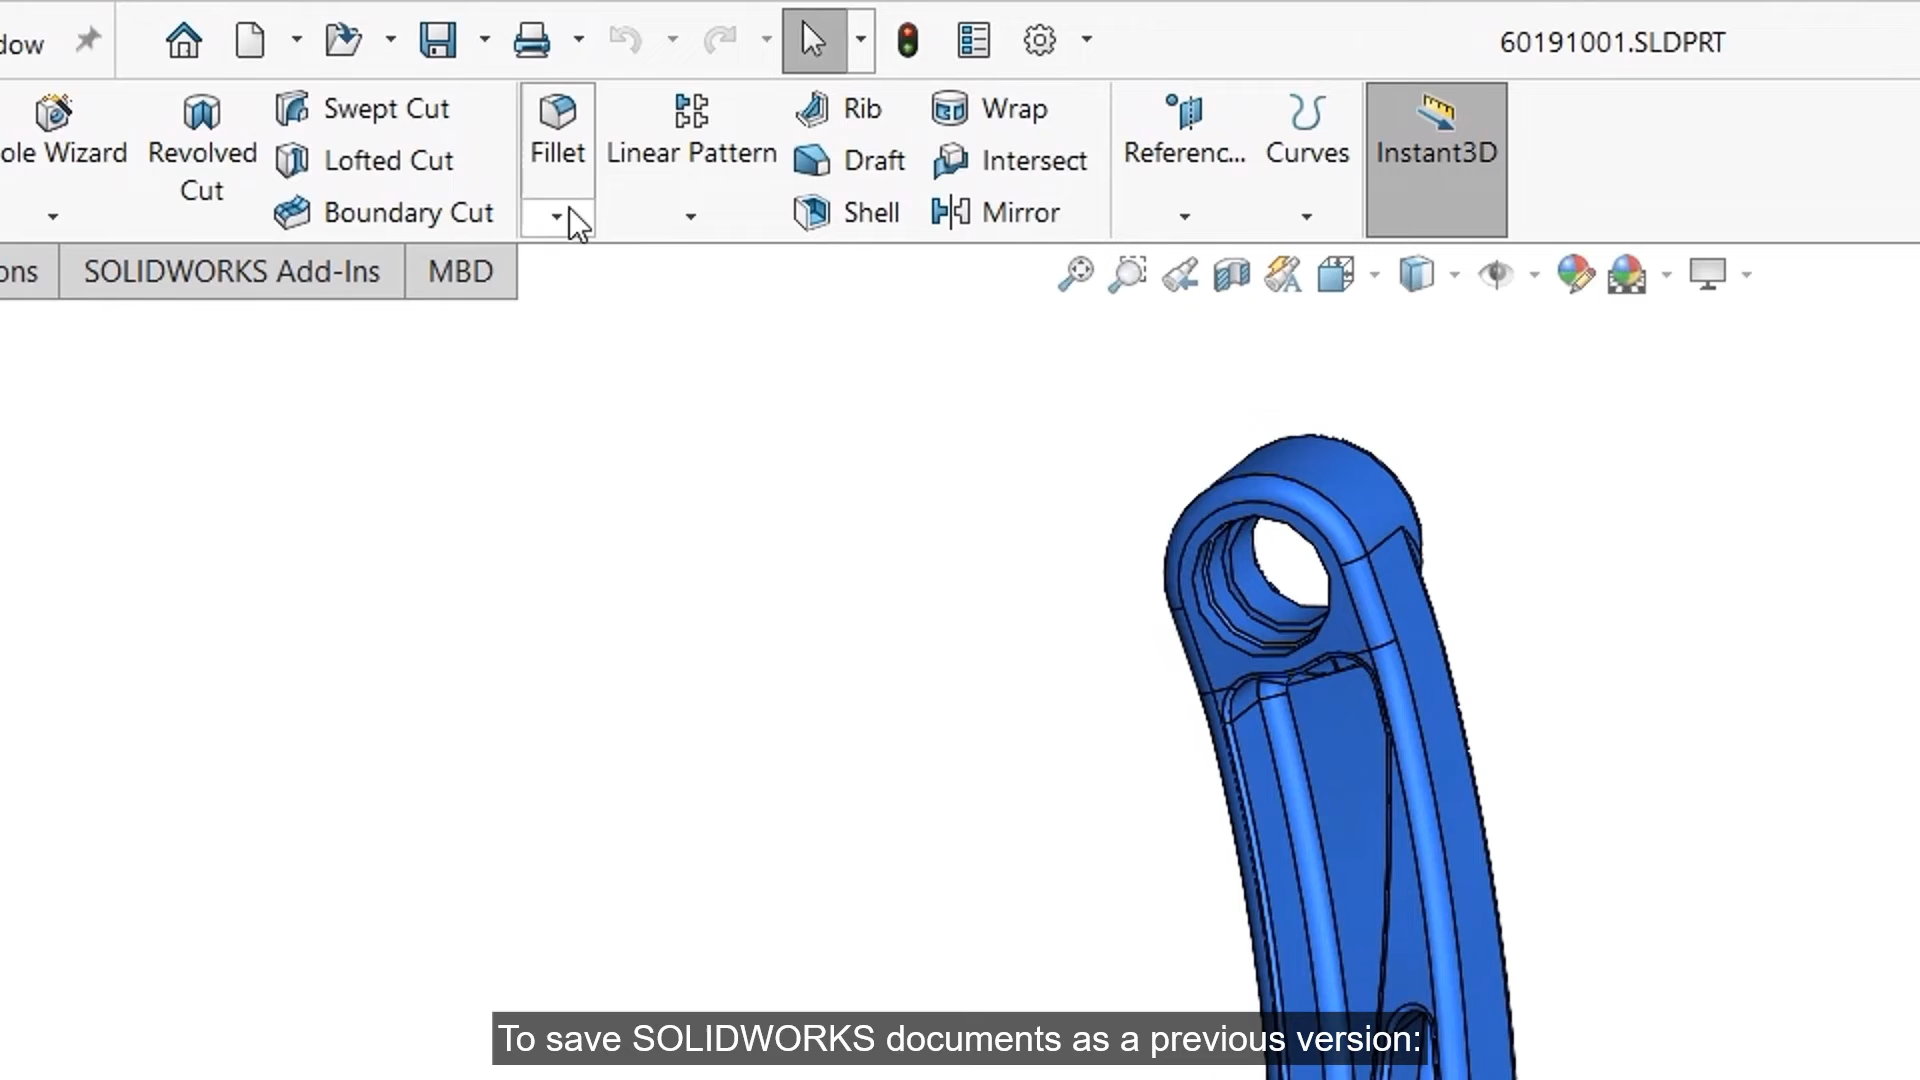 dow
60191001.SLDPRT
ole Wizard
Revolved
Cut
Swept Cut
Lofted Cut
Boundary Cut
Fillet
Linear Pattern
Rib
Draft
Shell
Wrap
Intersect
Mirror
Referenc...
Curves
Instant3D
ons
SOLIDWORKS Add-Ins
MBD
To save SOLIDWORKS documents as a previous version: